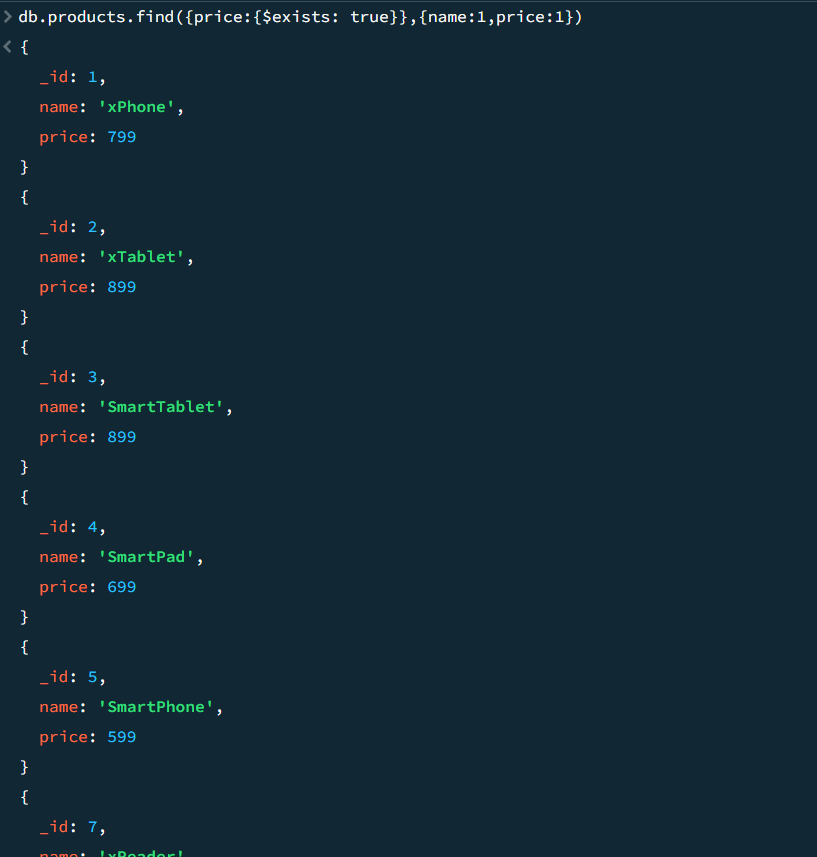 > db.products.find({price:{$exists: true}},{name:1,price:1})
< {
_id: 1,
name: 'xPhone',
price: 799
}
{
_id: 2,
name: 'xTablet',
price: 899
}
{
_id: 3,
name: 'SmartTablet',
price: 899
}
{
_id: 4,
name: 'SmartPad',
price: 699
}
{
_id: 5,
name: 'SmartPhone',
price: 599
}
{
_id: 7,
name: 'xReader'